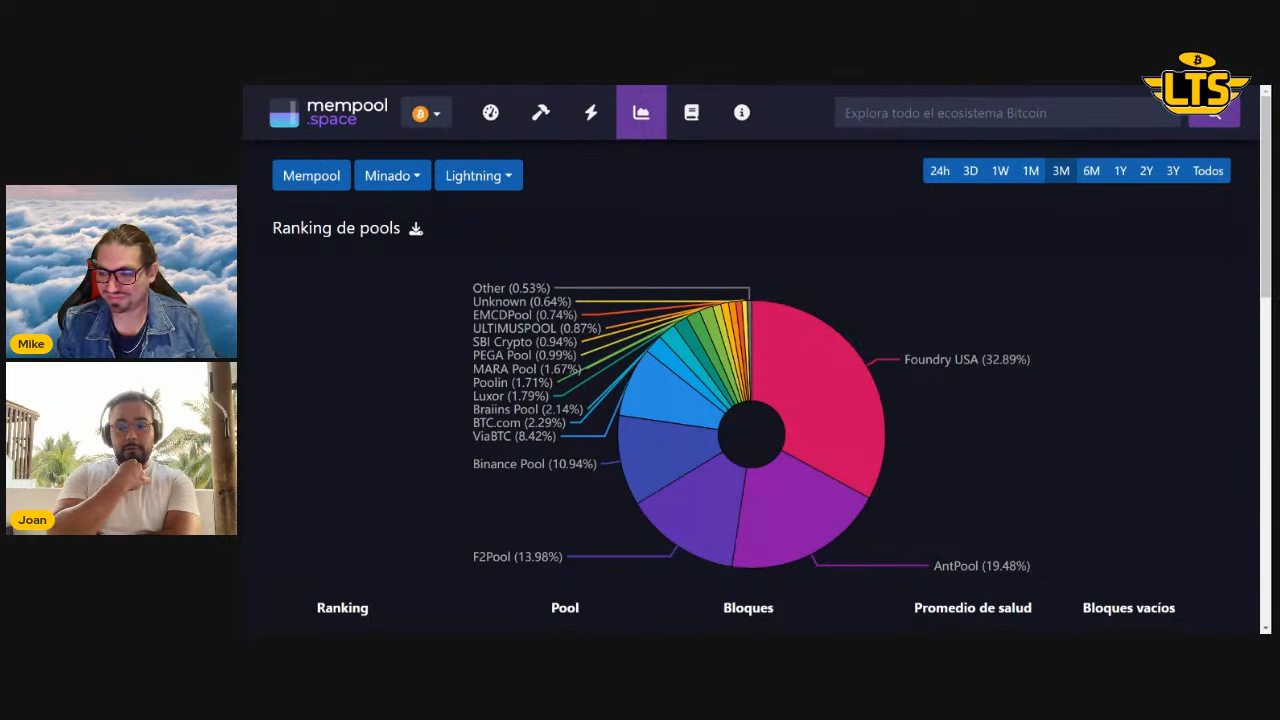 LTS
mempool
.space
Explora todo el ecosistema Bitcoin
Mempool
Minado
Lightning
24h 3D 1W 1M 3M 6M 1Y 2Y 3Y Todos
Ranking de pools
Other (0.53%)
Unknown (0.64%)
EMCDPool (0.74%)
ULTIMUSPOOL (0.87%)
SBI Crypto (0.94%)
PEGA Pool (0.99%)
MARA Pool (1.67%)
Poolin (1.71%)
Luxor (1.79%)
Braiins Pool (2.14%)
BTC.com (2.29%)
ViaBTC (8.42%)
Binance Pool (10.94%)
F2Pool (13.98%)
Foundry USA (32.89%)
AntPool (19.48%)
Ranking Pool Bloques Promedio de salud Bloques vacíos
Mike
Joan